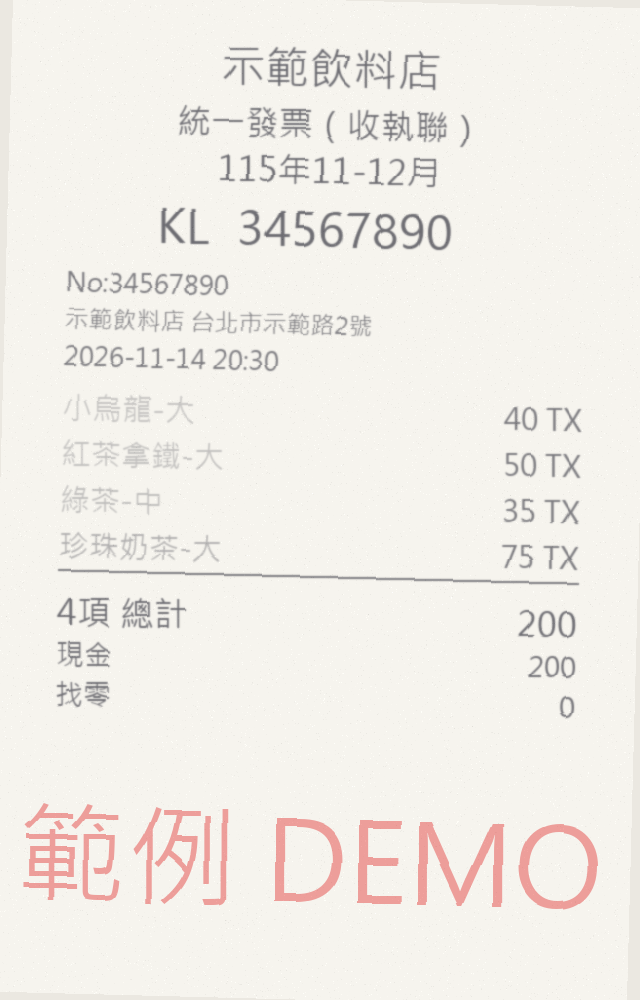 示範飲料店
統一發票（收執聯）
115年11-12月
KL 34567890
No:34567890
示範飲料店 台北市示範路2號
2026-11-14 20:30
小烏龍-大 40 TX
紅茶拿鐵-大 50 TX
綠茶-中 35 TX
珍珠奶茶-大 75 TX
4項 總計 200
現金 200
找零 0
範例 DEMO